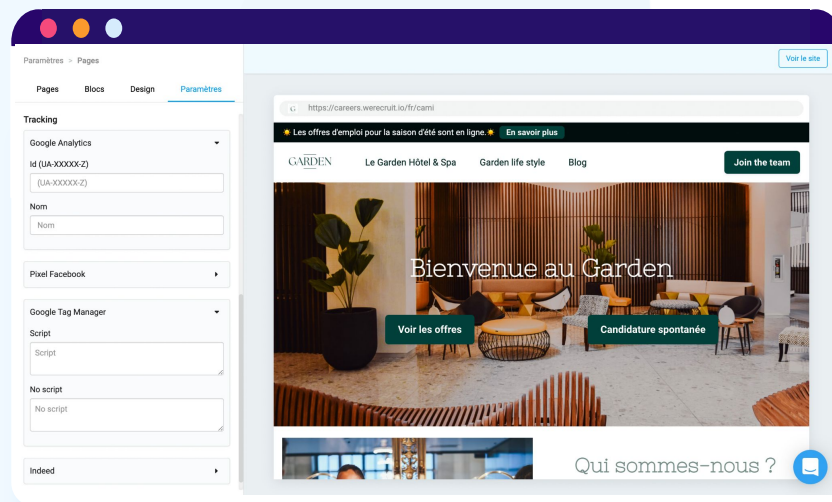 Paramètres > Pages
Voir le site
Pages Blocs Design Paramètres
Tracking
Google Analytics
Id (UA-XXXXX-Z)
(UA-XXXXX-Z)
Nom
Nom
Pixel Facebook
Google Tag Manager
Script
Script
No script
No script
Indeed
G https://careers.werecruit.io/fr/cami
Les offres d'emploi pour la saison d'été sont en ligne. En savoir plus
GARDEN Le Garden Hôtel & Spa Garden life style Blog Join the team
Bienvenue au Garden
Voir les offres Candidature spontanée
Qui sommes-nous ?